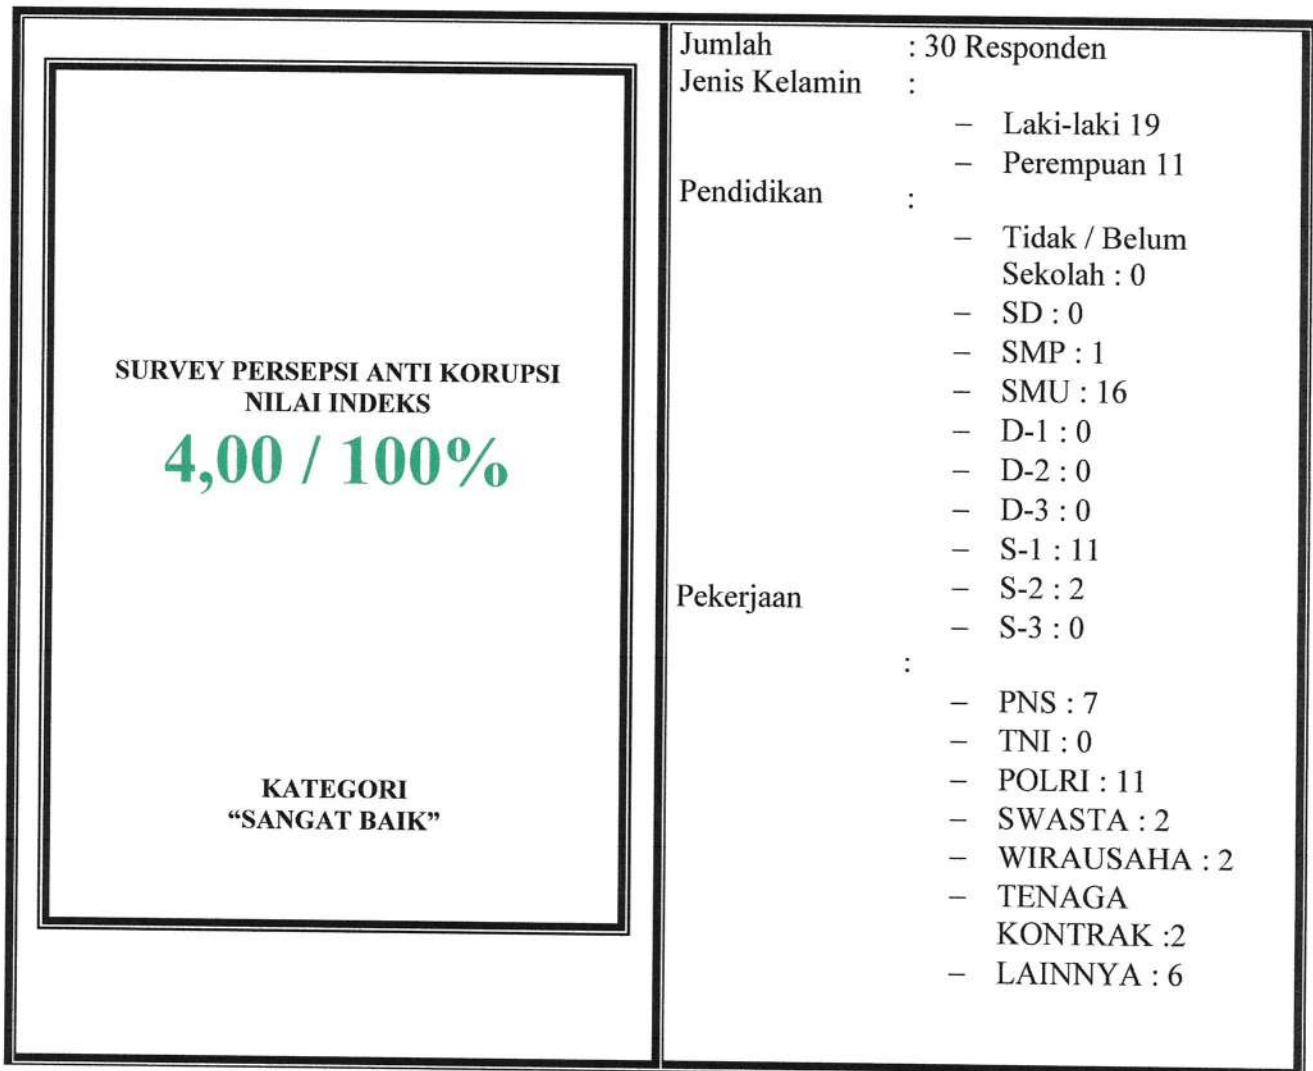 SURVEY PERSEPSI ANTI KORUPSI
NILAI INDEKS
4,00 / 100%
KATEGORI
“SANGAT BAIK”
Jumlah : 30 Responden
Jenis Kelamin :
– Laki-laki 19
– Perempuan 11
Pendidikan :
– Tidak / Belum
Sekolah : 0
– SD : 0
– SMP : 1
– SMU : 16
– D-1 : 0
– D-2 : 0
– D-3 : 0
– S-1 : 11
– S-2 : 2
– S-3 : 0
Pekerjaan
:
– PNS : 7
– TNI : 0
– POLRI : 11
– SWASTA : 2
– WIRAUSAHA : 2
– TENAGA
KONTRAK :2
– LAINNYA : 6